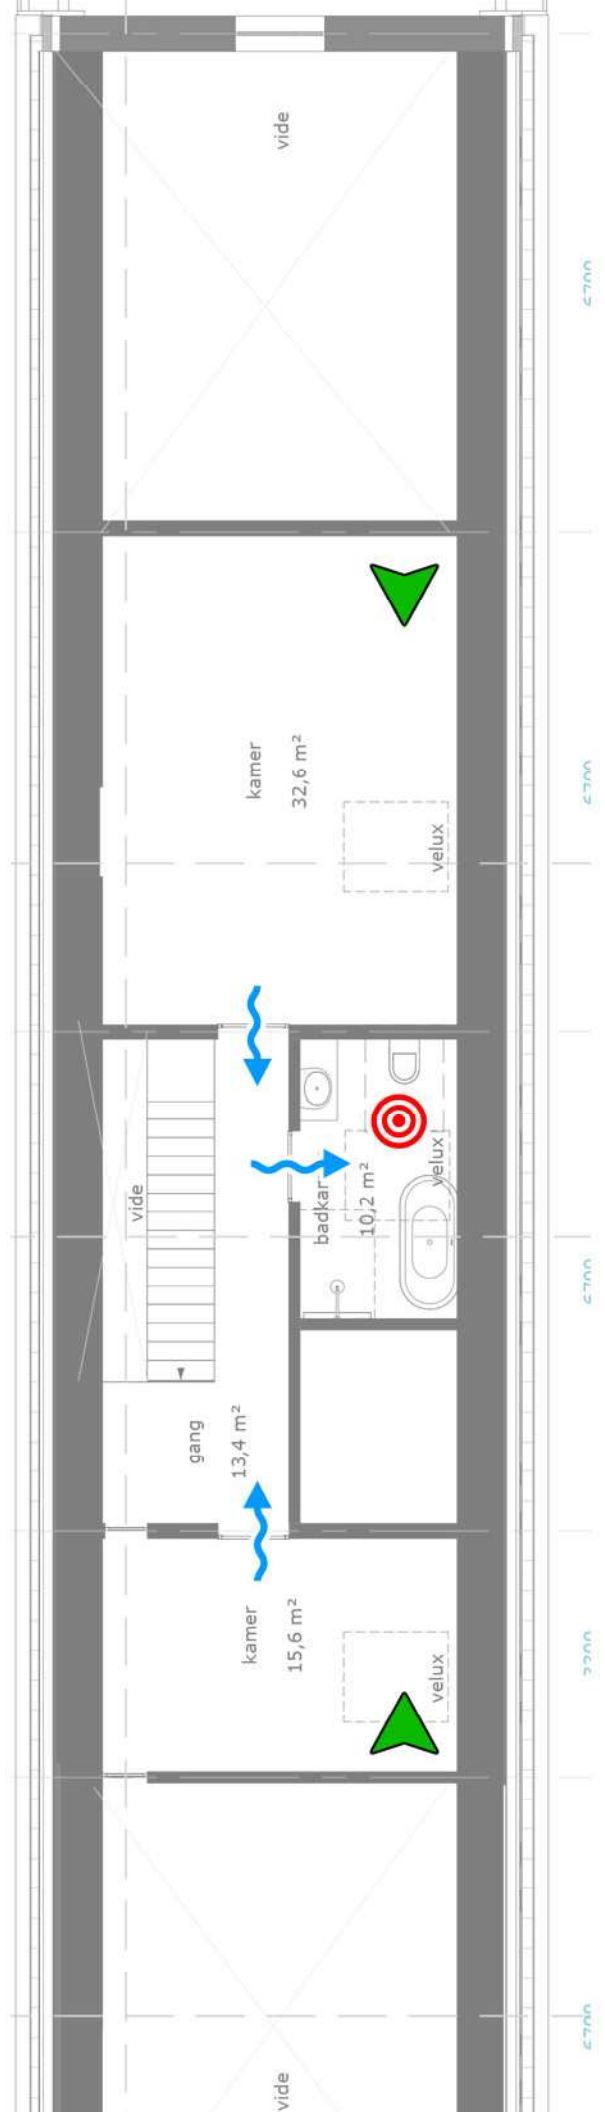 vide
kamer
32,6 m²
velux
vide
badkar
10,2 m²
velux
gang
13,4 m²
kamer
15,6 m²
velux
vide